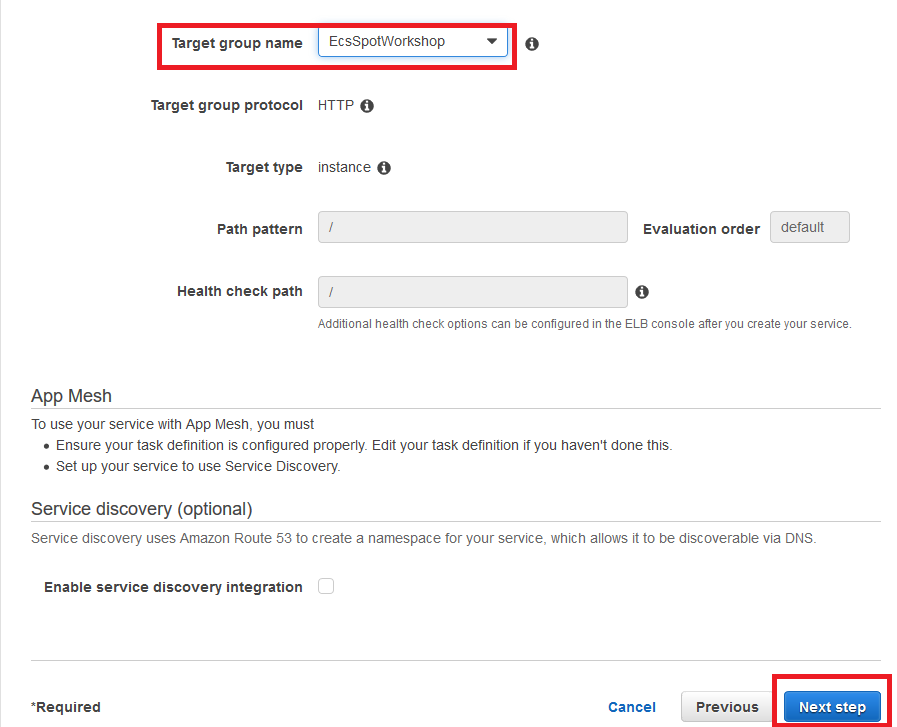 Target group name EcsSpotWorkshop
Target group protocol HTTP
Target type instance
Path pattern / Evaluation order default
Health check path /
Additional health check options can be configured in the ELB console after you create your service.
App Mesh
To use your service with App Mesh, you must
Ensure your task definition is configured properly. Edit your task definition if you haven't done this.
Set up your service to use Service Discovery.
Service discovery (optional)
Service discovery uses Amazon Route 53 to create a namespace for your service, which allows it to be discoverable via DNS.
Enable service discovery integration
*Required Cancel Previous Next step